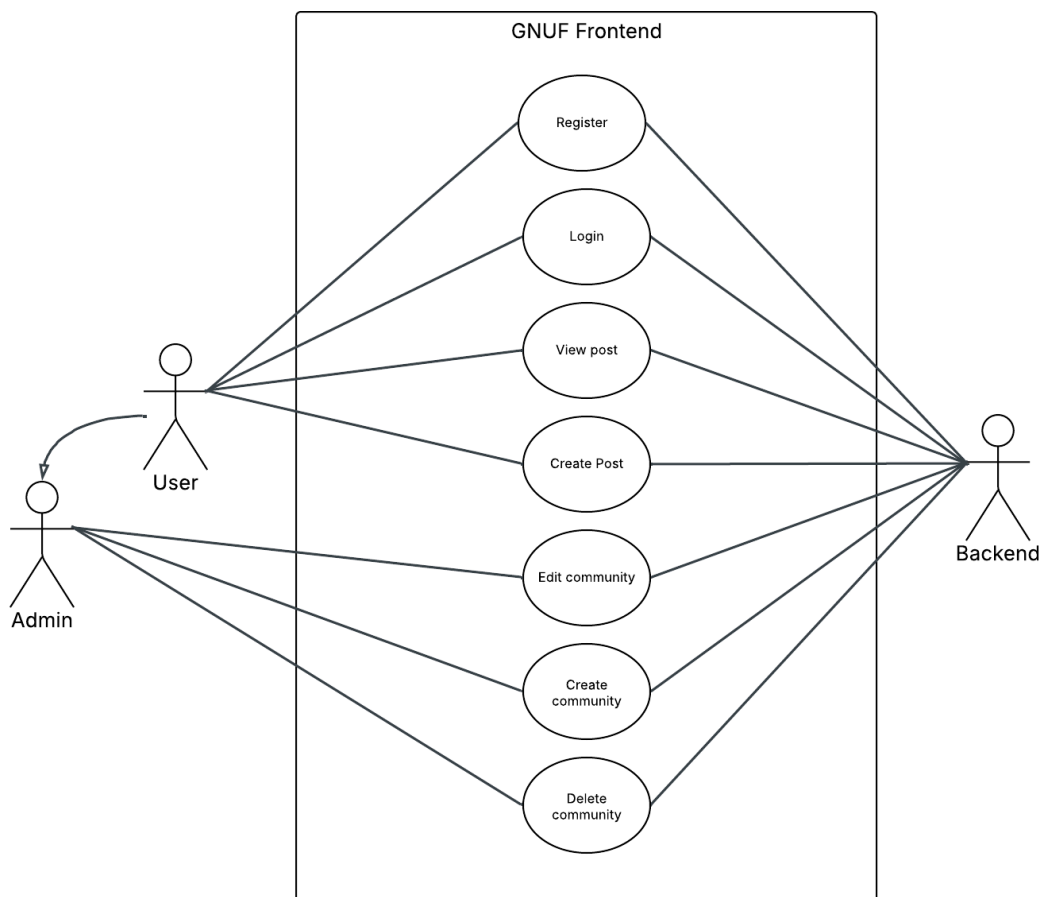 GNUF Frontend
Register
Login
View post
Create Post
User
Backend
Edit community
Admin
Create
community
Delete
community